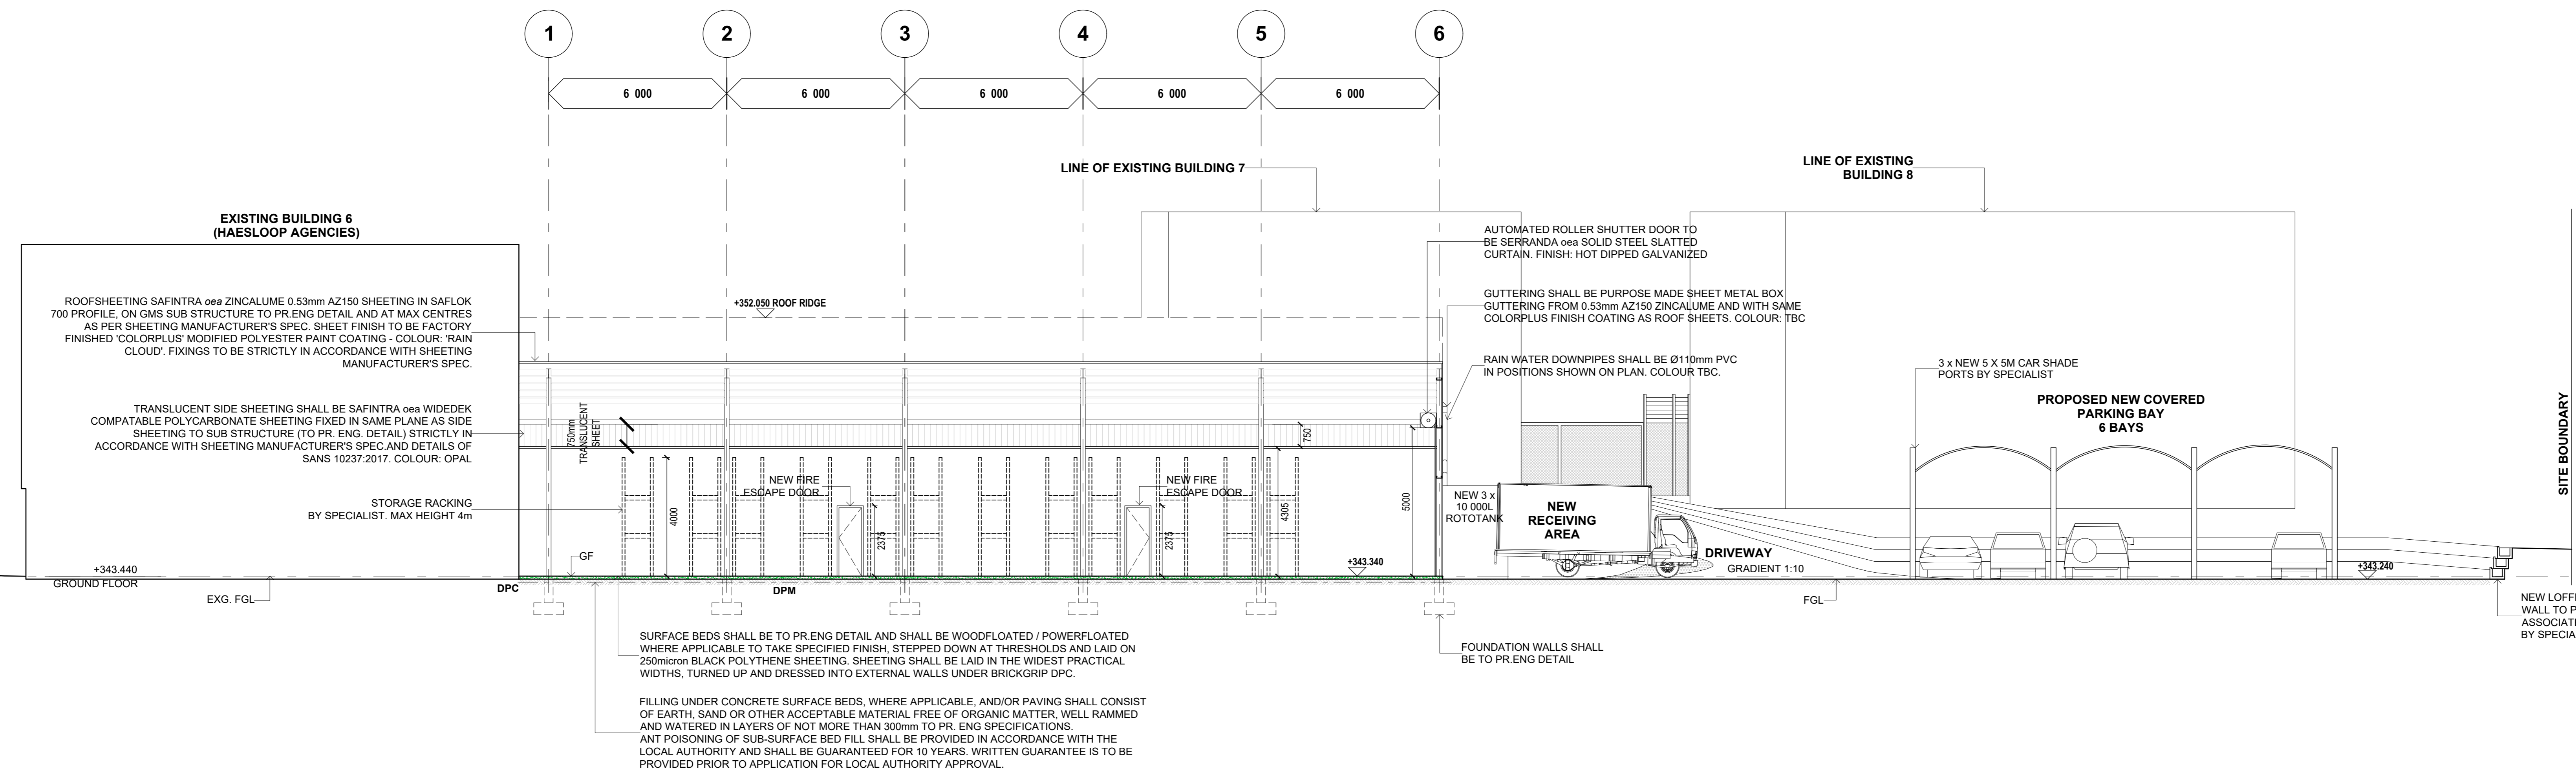 1
2
3
4
5
6
6 000
6 000
6 000
6 000
6 000
LINE OF EXISTING BUILDING 7
LINE OF EXISTING
BUILDING 8
EXISTING BUILDING 6
(HAESLOOP AGENCIES)
AUTOMATED ROLLER SHUTTER DOOR TO
BE SERRANDA oea SOLID STEEL SLATTED
CURTAIN. FINISH: HOT DIPPED GALVANIZED
ROOFSHEETING SAFINTRA oea ZINCALUME 0.53mm AZ150 SHEETING IN SAFLOK
700 PROFILE, ON GMS SUB STRUCTURE TO PR.ENG DETAIL AND AT MAX CENTRES
AS PER SHEETING MANUFACTURER'S SPEC. SHEET FINISH TO BE FACTORY
FINISHED 'COLORPLUS' MODIFIED POLYESTER PAINT COATING - COLOUR: 'RAIN
CLOUD'. FIXINGS TO BE STRICTLY IN ACCORDANCE WITH SHEETING
MANUFACTURER'S SPEC.
+352.050 ROOF RIDGE
GUTTERING SHALL BE PURPOSE MADE SHEET METAL BOX
GUTTERING FROM 0.53mm AZ150 ZINCALUME AND WITH SAME
COLORPLUS FINISH COATING AS ROOF SHEETS. COLOUR: TBC
RAIN WATER DOWNPIPES SHALL BE Ø110mm PVC
IN POSITIONS SHOWN ON PLAN. COLOUR TBC.
3 x NEW 5 X 5M CAR SHADE
PORTS BY SPECIALIST
PROPOSED NEW COVERED
PARKING BAY
6 BAYS
SITE BOUNDARY
TRANSLUCENT SIDE SHEETING SHALL BE SAFINTRA oea WIDEDEK
COMPATABLE POLYCARBONATE SHEETING FIXED IN SAME PLANE AS SIDE
SHEETING TO SUB STRUCTURE (TO PR. ENG. DETAIL) STRICTLY IN
ACCORDANCE WITH SHEETING MANUFACTURER'S SPEC.AND DETAILS OF
SANS 10237:2017. COLOUR: OPAL
750mm
TRANSLUCENT
SHEET
750
STORAGE RACKING
BY SPECIALIST. MAX HEIGHT 4m
NEW FIRE
ESCAPE DOOR
NEW FIRE
ESCAPE DOOR
4000
2375
2375
4305
5000
NEW 3 x
10 000L
ROTOTANK
NEW
RECEIVING
AREA
DRIVEWAY
GRADIENT 1:10
GF
+343.440
GROUND FLOOR
+343.340
+343.240
EXG. FGL
DPC
DPM
FGL
NEW LOFF
WALL TO P
ASSOCIAT
BY SPECIA
SURFACE BEDS SHALL BE TO PR.ENG DETAIL AND SHALL BE WOODFLOATED / POWERFLOATED
WHERE APPLICABLE TO TAKE SPECIFIED FINISH, STEPPED DOWN AT THRESHOLDS AND LAID ON
250micron BLACK POLYTHENE SHEETING. SHEETING SHALL BE LAID IN THE WIDEST PRACTICAL
WIDTHS, TURNED UP AND DRESSED INTO EXTERNAL WALLS UNDER BRICKGRIP DPC.
FOUNDATION WALLS SHALL
BE TO PR.ENG DETAIL
FILLING UNDER CONCRETE SURFACE BEDS, WHERE APPLICABLE, AND/OR PAVING SHALL CONSIST
OF EARTH, SAND OR OTHER ACCEPTABLE MATERIAL FREE OF ORGANIC MATTER, WELL RAMMED
AND WATERED IN LAYERS OF NOT MORE THAN 300mm TO PR. ENG SPECIFICATIONS.
ANT POISONING OF SUB-SURFACE BED FILL SHALL BE PROVIDED IN ACCORDANCE WITH THE
LOCAL AUTHORITY AND SHALL BE GUARANTEED FOR 10 YEARS. WRITTEN GUARANTEE IS TO BE
PROVIDED PRIOR TO APPLICATION FOR LOCAL AUTHORITY APPROVAL.